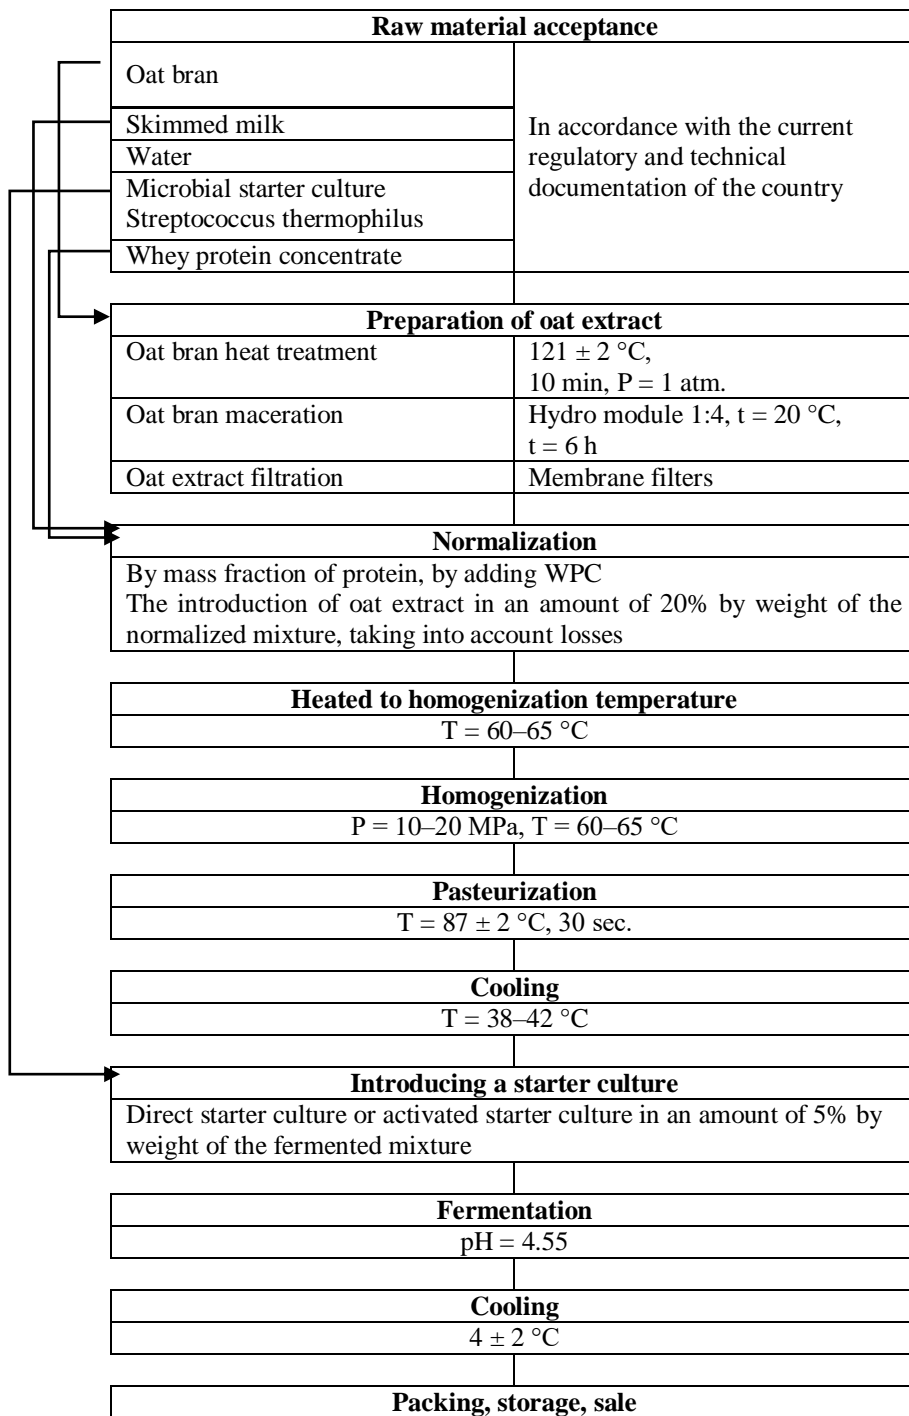 Raw material acceptance
Oat bran
Skimmed milk
Water
Microbial starter culture
Streptococcus thermophilus
Whey protein concentrate
In accordance with the current
regulatory and technical
documentation of the country
Preparation of oat extract
Oat bran heat treatment
121 ± 2 °C,
10 min, P = 1 atm.
Oat bran maceration
Hydro module 1:4, t = 20 °C,
t = 6 h
Oat extract filtration
Membrane filters
Normalization
By mass fraction of protein, by adding WPC
The introduction of oat extract in an amount of 20% by weight of the
normalized mixture, taking into account losses
Heated to homogenization temperature
T = 60–65 °C
Homogenization
P = 10–20 MPa, T = 60–65 °C
Pasteurization
T = 87 ± 2 °C, 30 sec.
Cooling
T = 38–42 °C
Introducing a starter culture
Direct starter culture or activated starter culture in an amount of 5% by
weight of the fermented mixture
Fermentation
pH = 4.55
Cooling
4 ± 2 °C
Packing, storage, sale